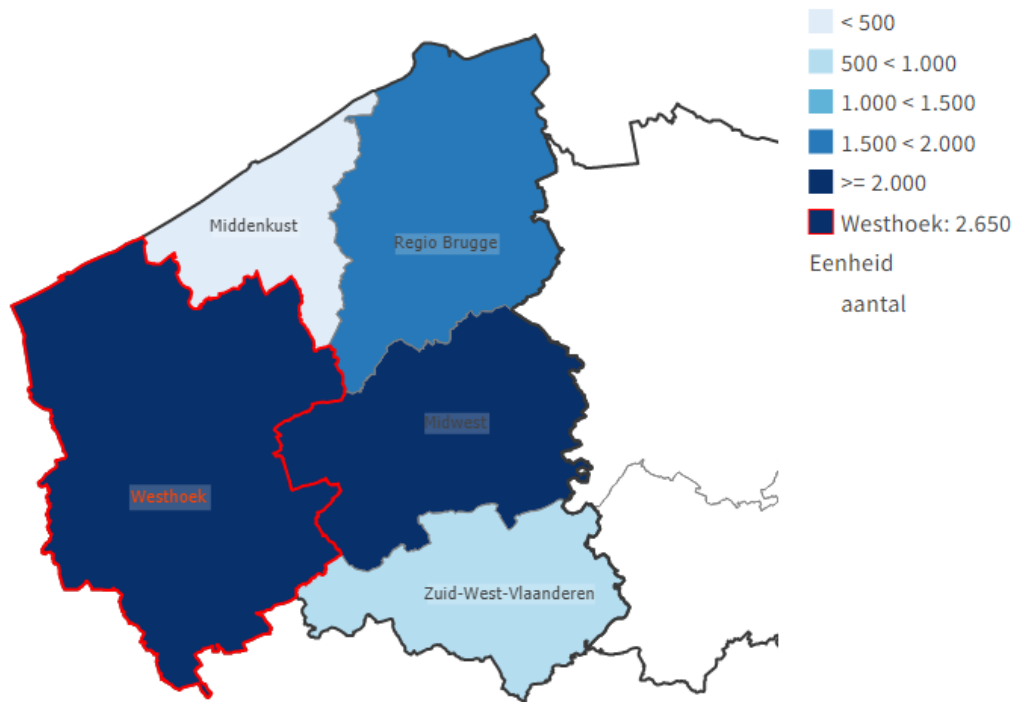 < 500
500 < 1.000
1.000 < 1.500
1.500 < 2.000
>= 2.000
Westhoek: 2.650
Eenheid
aantal
Middenkust
Regio Brugge
Midwest
Westhoek
Zuid-West-Vlaanderen